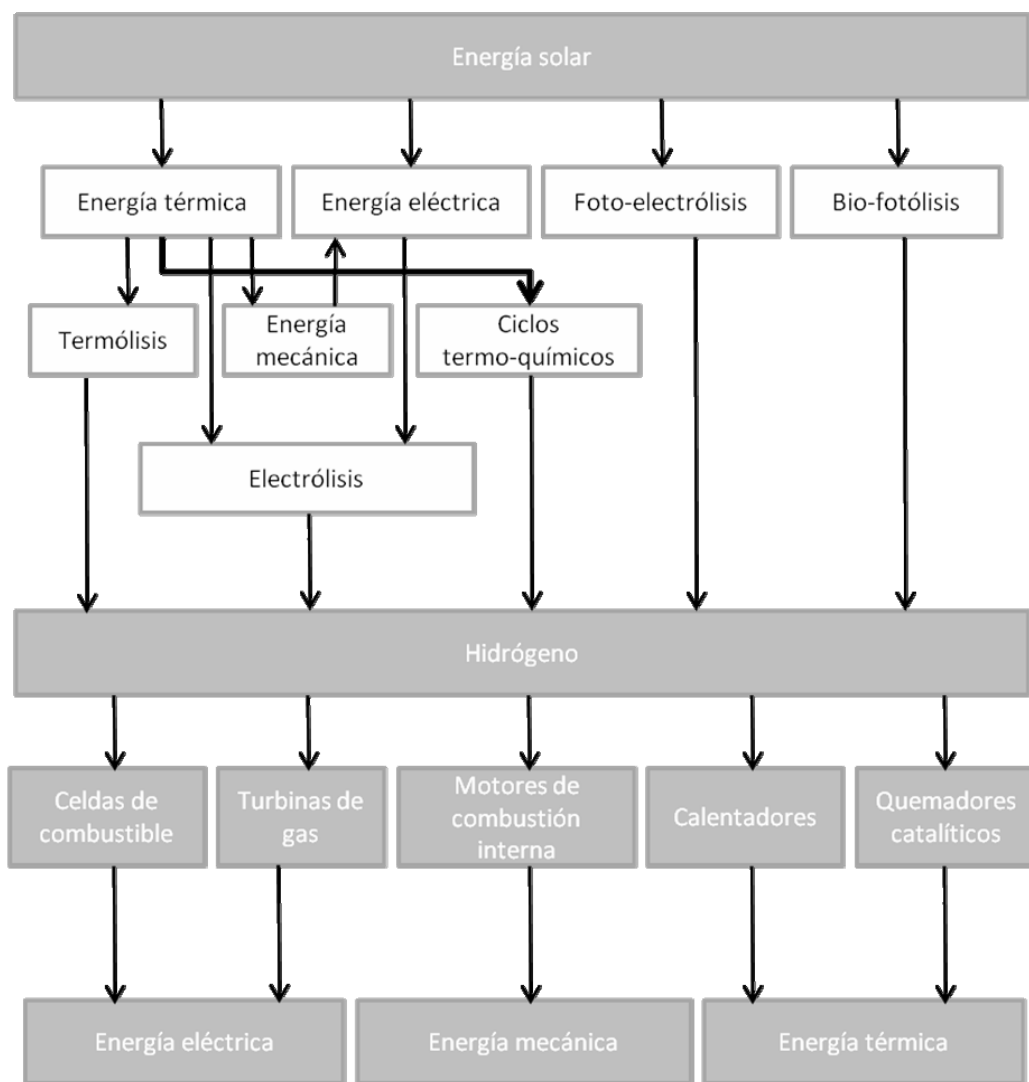 Energía solar
Energía térmica
Energía eléctrica
Foto-electrólisis
Bio-fotólisis
Termólisis
Energía
mecánica
Ciclos
termo-químicos
Electrólisis
Hidrógeno
Celdas de
combustible
Turbinas de
gas
Motores de
combustión
interna
Calentadores
Quemadores
catalíticos
Energía eléctrica
Energía mecánica
Energía térmica